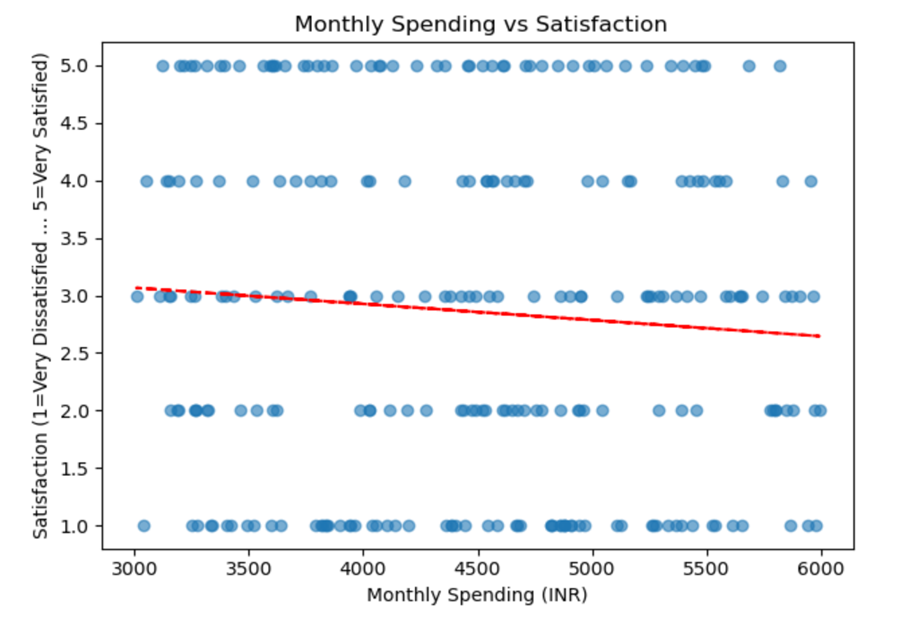 Monthly Spending vs Satisfaction
Satisfaction (1=Very Dissatisfied ... 5=Very Satisfied)
5.0
4.5
4.0
3.5
3.0
2.5
2.0
1.5
1.0
3000 3500 4000 4500 5000 5500 6000
Monthly Spending (INR)